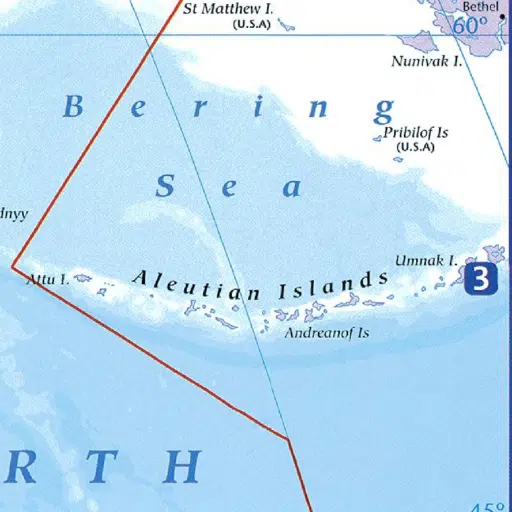 St Matthew I.
(U.S.A)
Bethel
60°
Nunivak I.
Bering
Pribilof Is
(U.S.A)
Sea
dnyy
Umnak I.
3
Attu I.
Aleutian Islands
Andreanof Is
RTH
45°